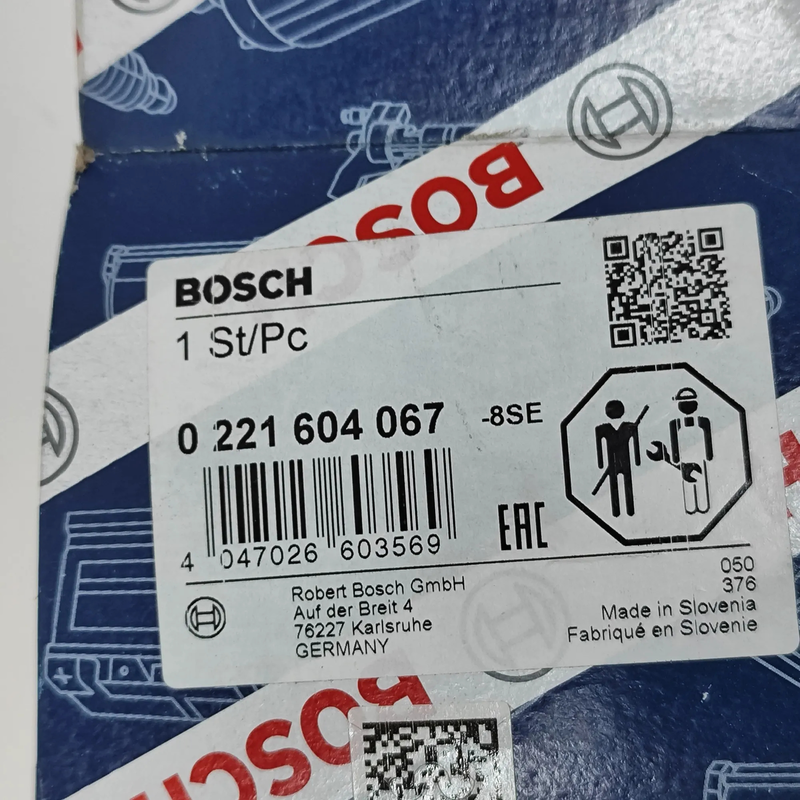 BOSCH
BOSCH
1 St/Pc
0 221 604 067 -8SE
4 047026 603569
EAC
Robert Bosch GmbH
Auf der Breit 4
76227 Karlsruhe
GERMANY
050
376
Made in Slovenia
Fabriqué en Slovenie
BOSCH